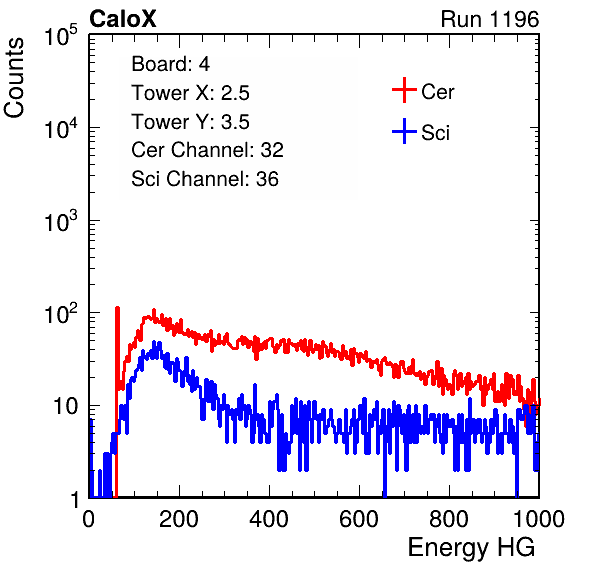 CaloX Run 1196
Counts
Board: 4
Tower X: 2.5
Tower Y: 3.5
Cer Channel: 32
Sci Channel: 36
Cer
Sci
10^5
10^4
10^3
10^2
10
1
0 200 400 600 800 1000
Energy HG